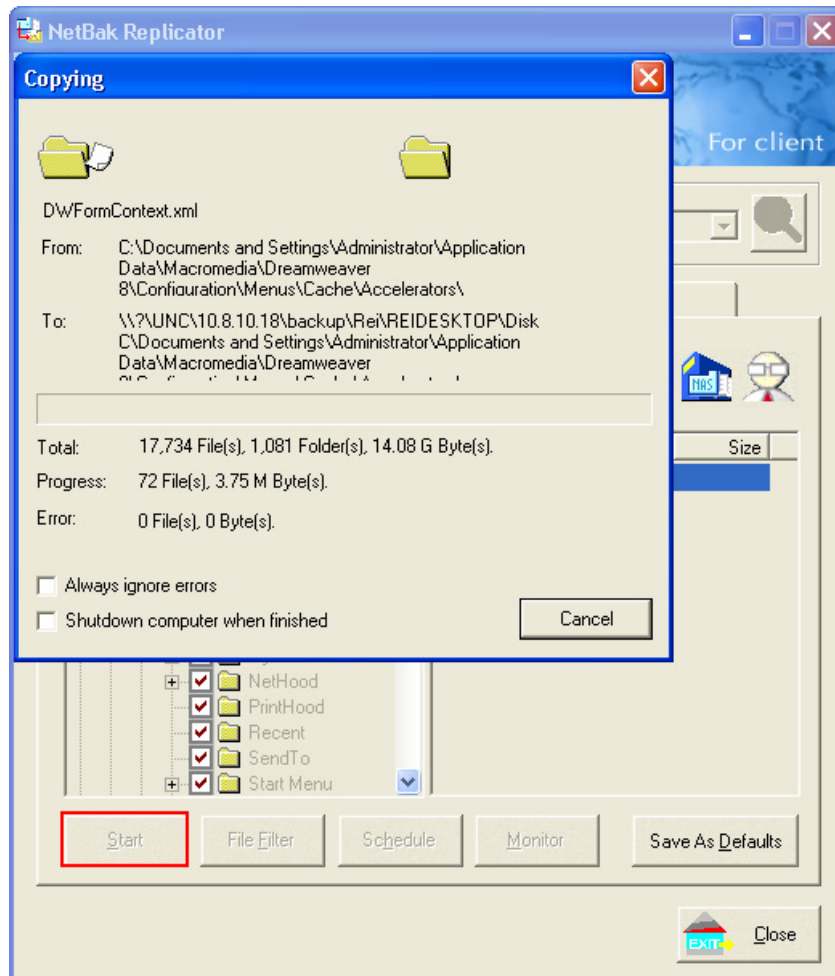 NetBak Replicator
Copying
For client
DWFormContext.xml
From: C:\Documents and Settings\Administrator\Application
Data\Macromedia\Dreamweaver
8\Configuration\Menus\Cache\Accelerators\
To: \\?\UNC\10.8.10.18\backup\Rei\REIDESKTOP\Disk
C\Documents and Settings\Administrator\Application
Data\Macromedia\Dreamweaver
NAS
Total: 17,734 File(s), 1,081 Folder(s), 14.08 G Byte(s).
Size
Progress: 72 File(s), 3.75 M Byte(s).
Error: 0 File(s), 0 Byte(s).
Always ignore errors
Shutdown computer when finished
Cancel
NetHood
PrintHood
Recent
SendTo
Start Menu
Start
File Filter
Schedule
Monitor
Save As Defaults
EXIT
Close